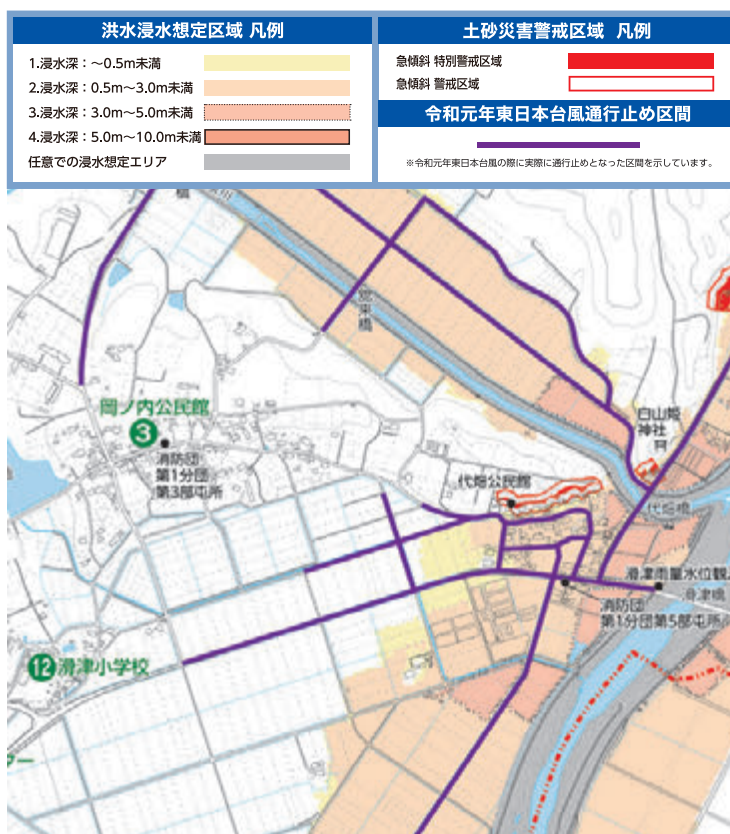 洪水浸水想定区域 凡例
1.浸水深：～0.5m未満
2.浸水深：0.5m～3.0m未満
3.浸水深：3.0m～5.0m未満
4.浸水深：5.0m～10.0m未満
任意での浸水想定エリア
土砂災害警戒区域 凡例
急傾斜 特別警戒区域
急傾斜 警戒区域
令和元年東日本台風通行止め区間
※令和元年東日本台風の際に実際に通行止めとなった区間を示しています。
橋
岡ノ内公民館
3
消防団
第1分団
第3部屯所
白山姫
神社
代畑公民館
代畑橋
滑津雨量水位観
滑津橋
消防団
第1分団第5部屯所
12 滑津小学校
ター